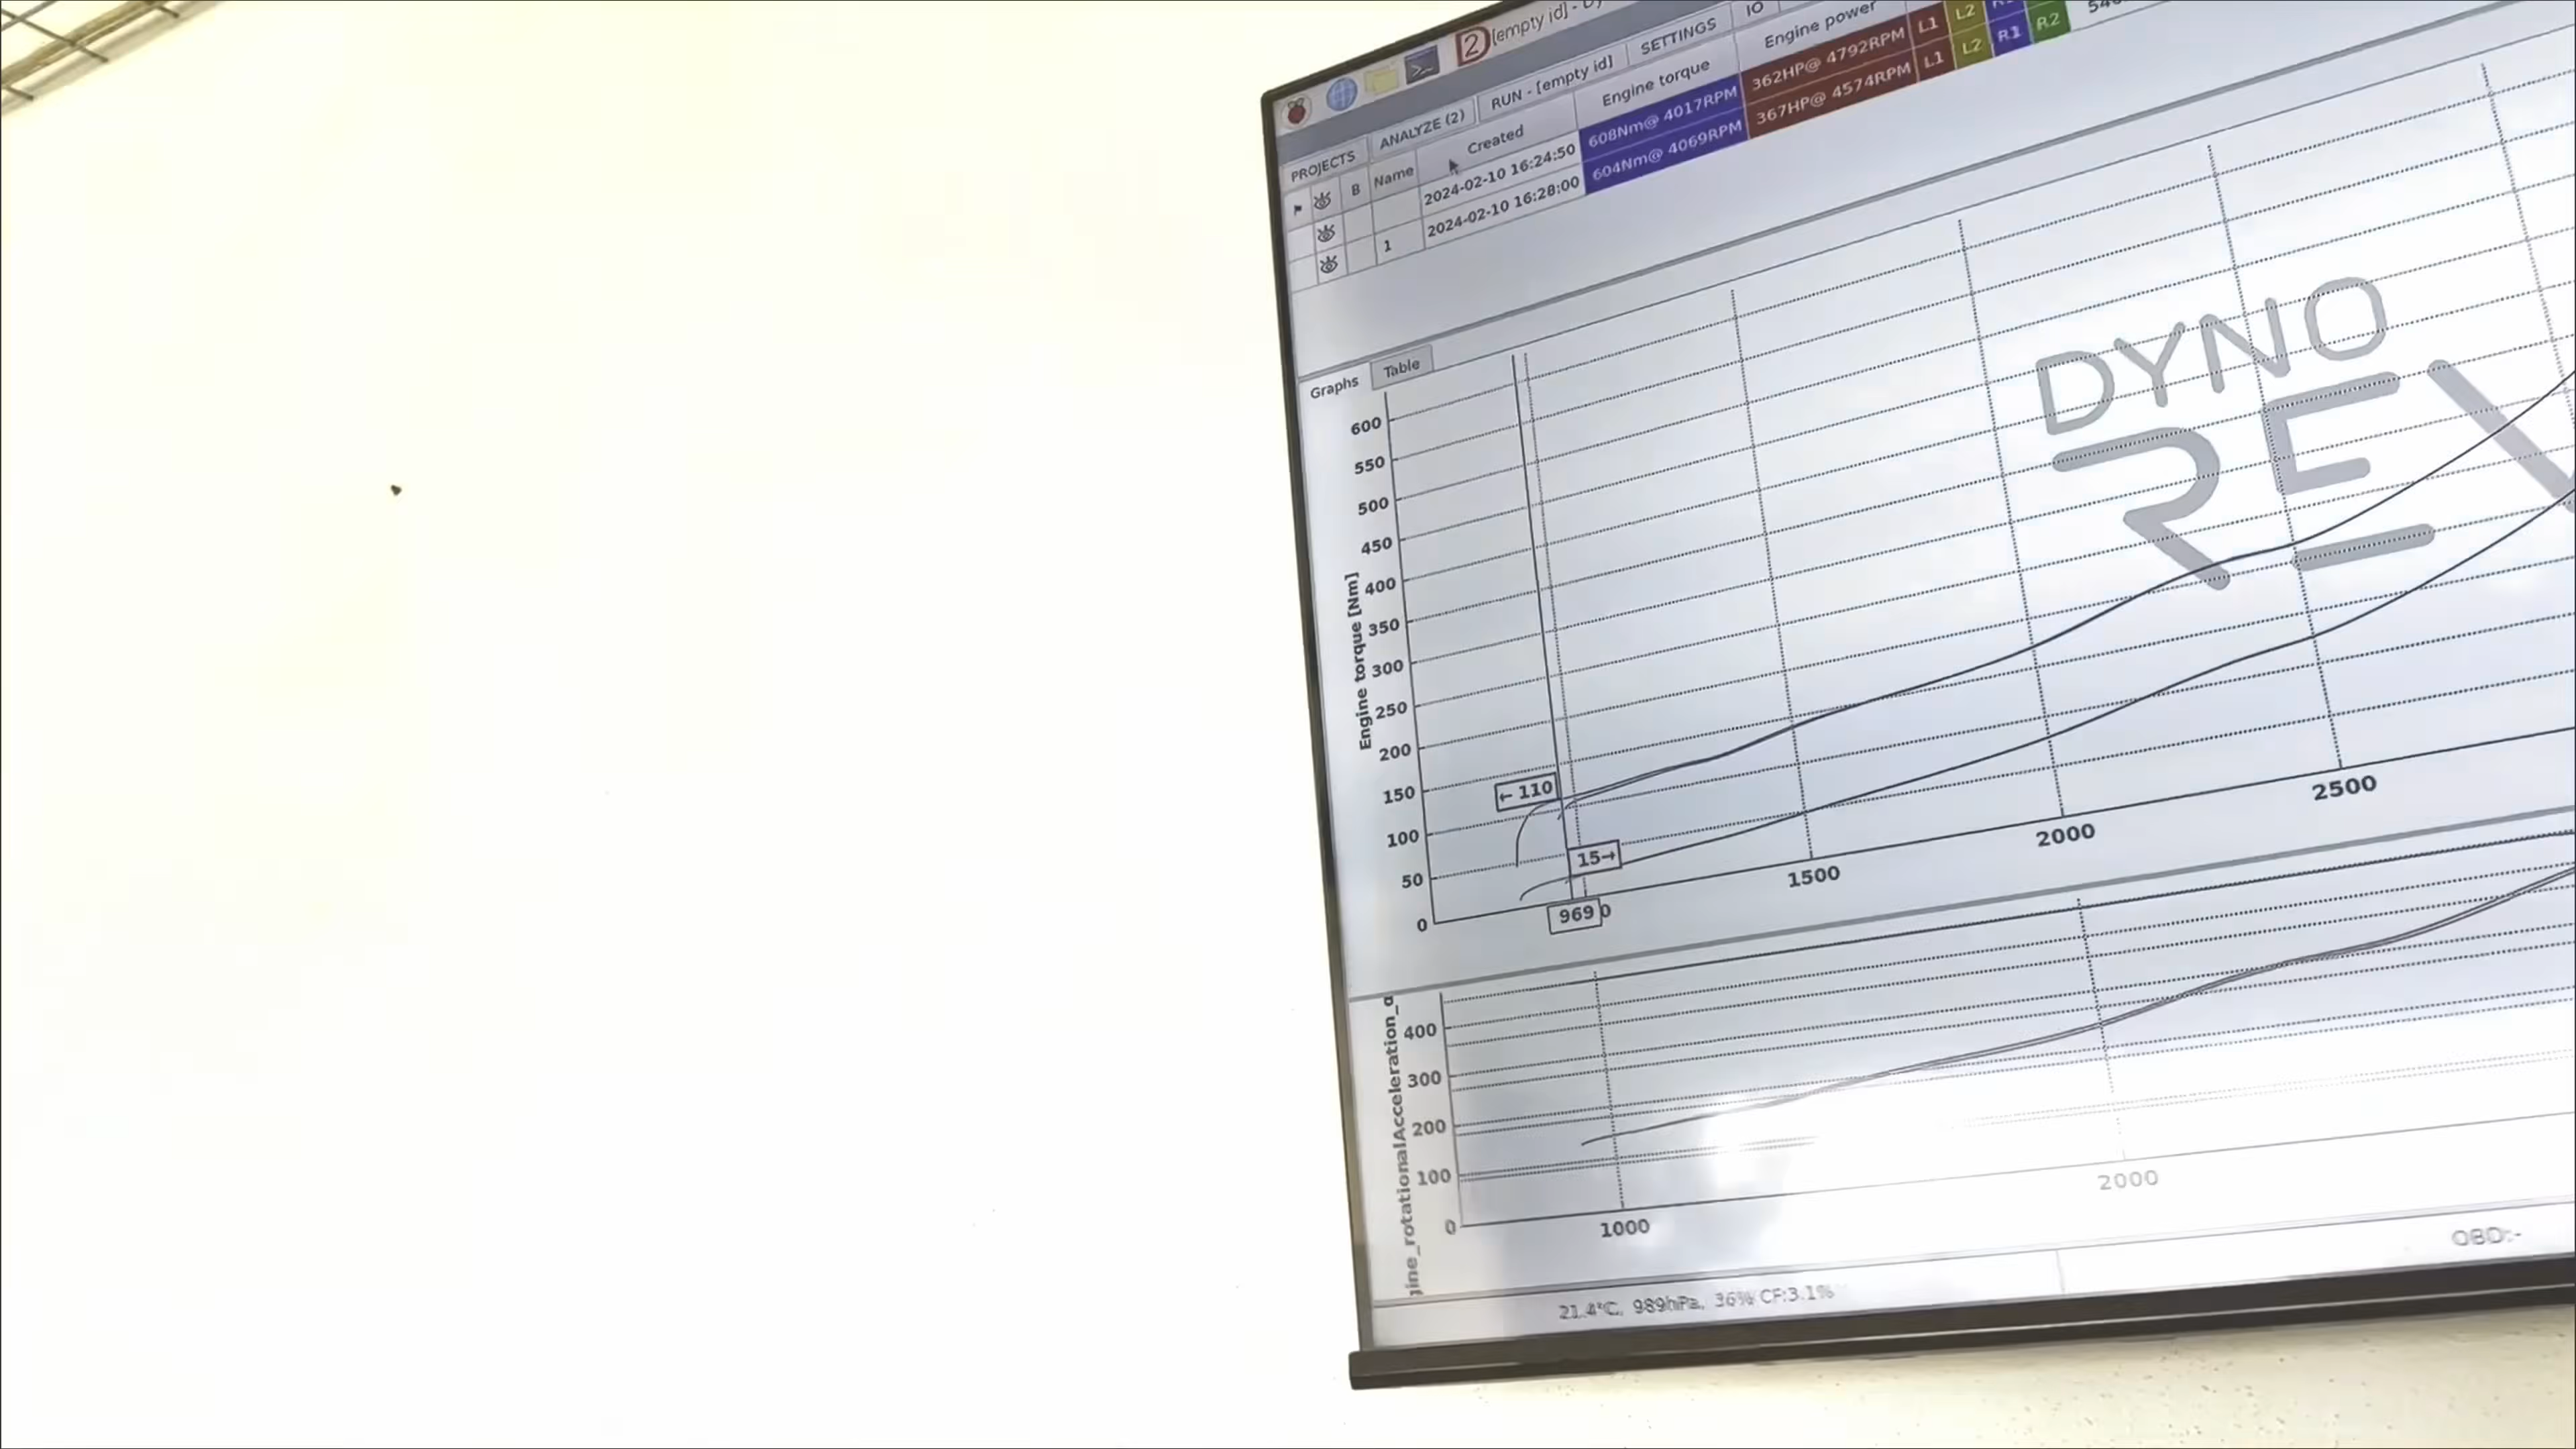 2 [empty id] -
PROJECTS ANALYZE (2) RUN - [empty id] SETTINGS IO
B Name Created Engine torque Engine power
2024-02-10 16:24:50 608Nm@ 4017RPM 362HP@ 4792RPM L1 L2
1 2024-02-10 16:28:00 604Nm@ 4069RPM 367HP@ 4574RPM L1 L2 R1 R2
Graphs Table
DYNO
REV
Engine torque [Nm]
600
550
500
450
400
350
300
250
200
150
100
50
0
← 110
15→
969 0
1500
2000
2500
gine_rotationalAcceleration_
400
300
200
100
0
1000
2000
OBD:-
21.4°C, 989hPa, 36% CF:3.1%